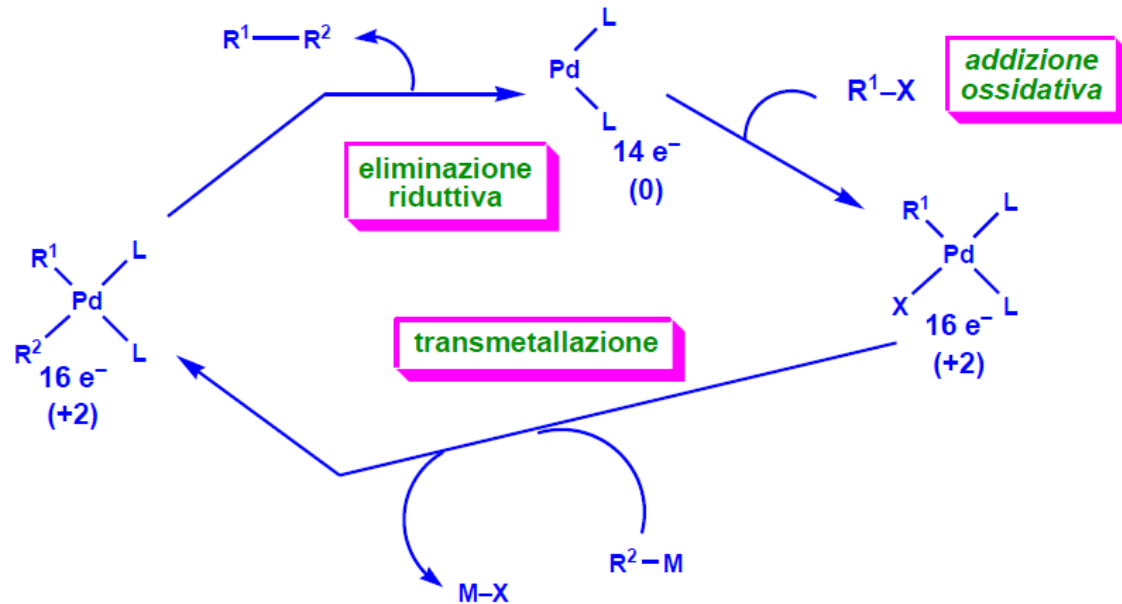 R¹—R²
L
Pd
L
14 e⁻
(0)
R¹–X
addizione
ossidativa
eliminazione
riduttiva
R¹
L
Pd
X
L
16 e⁻
(+2)
R¹
L
Pd
R²
L
16 e⁻
(+2)
transmetallazione
R²–M
M–X